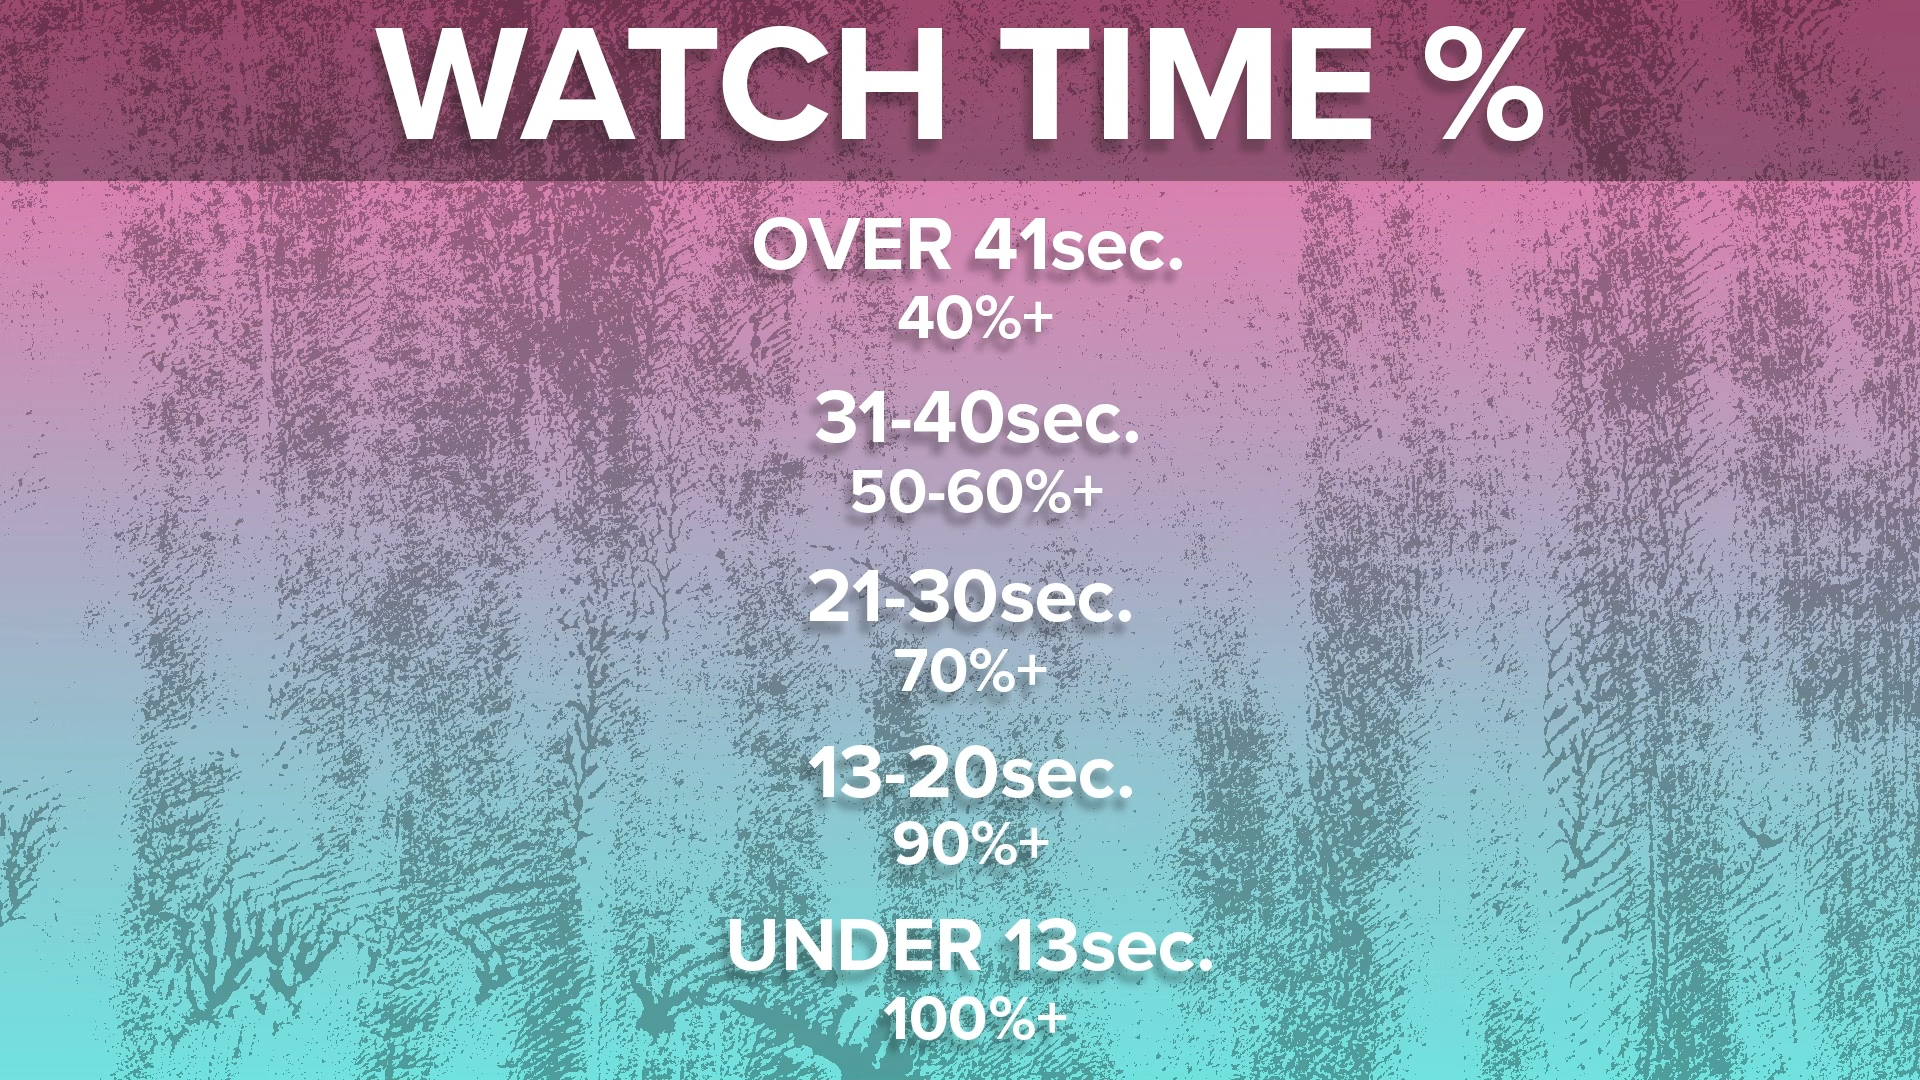 WATCH TIME %
OVER 41sec.
40%+
31-40sec.
50-60%+
21-30sec.
70%+
13-20sec.
90%+
UNDER 13sec.
100%+